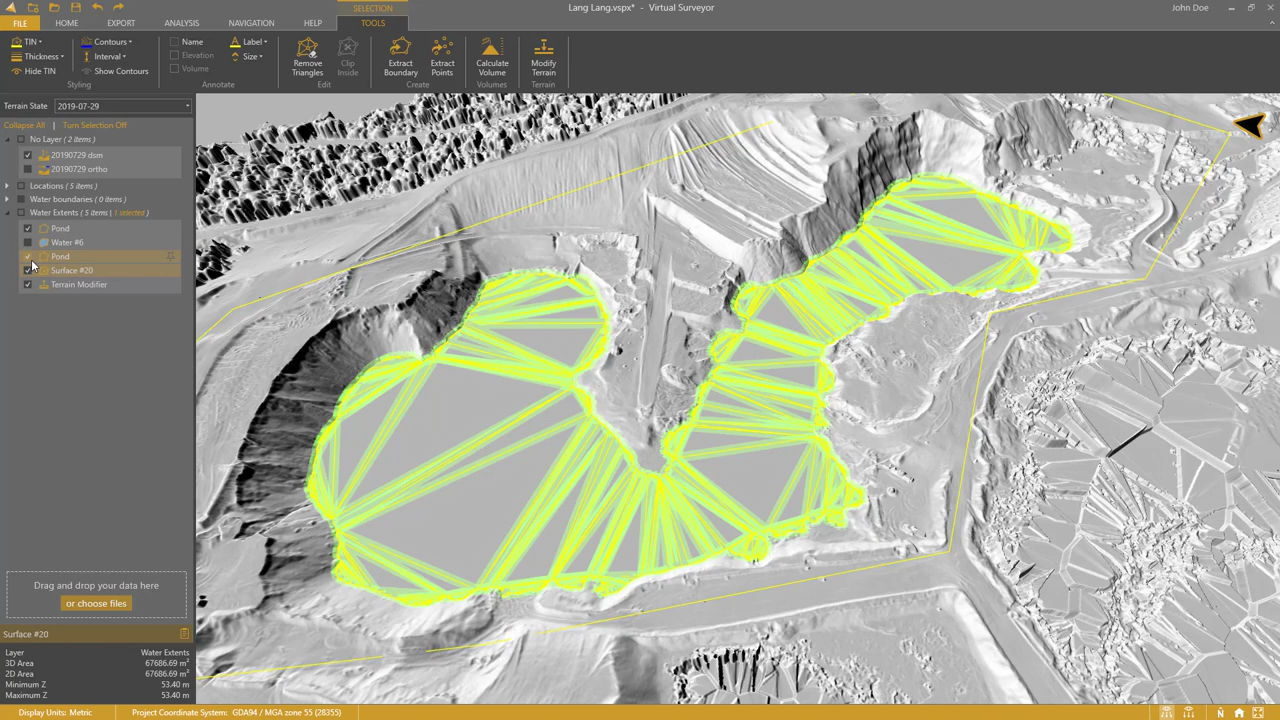 Lang Lang.vspx* - Virtual Surveyor
SELECTION
John Doe
FILE HOME EXPORT ANALYSIS NAVIGATION HELP TOOLS
TIN
Thickness
Hide TIN
Contours
Interval
Show Contours
Styling
Name
Elevation
Volume
Label
Size
Annotate
Remove Triangles
Clip Inside
Edit
Extract Boundary
Extract Points
Create
Calculate Volume
Volumes
Modify Terrain
Terrain
Terrain State 2019-07-29
Collapse All | Turn Selection Off
No Layer ( 2 items )
20190729 dsm
20190729 ortho
Locations ( 5 items )
Water boundaries ( 0 items )
Water Extents ( 5 items | 1 selected )
Pond
Water #6
Pond
Surface #20
Terrain Modifier
Drag and drop your data here
or choose files
Surface #20
Layer Water Extents
3D Area 67686.69 m²
2D Area 67686.69 m²
Minimum Z 53.40 m
Maximum Z 53.40 m
Display Units: Metric Project Coordinate System: GDA94 / MGA zone 55 (28355)
N